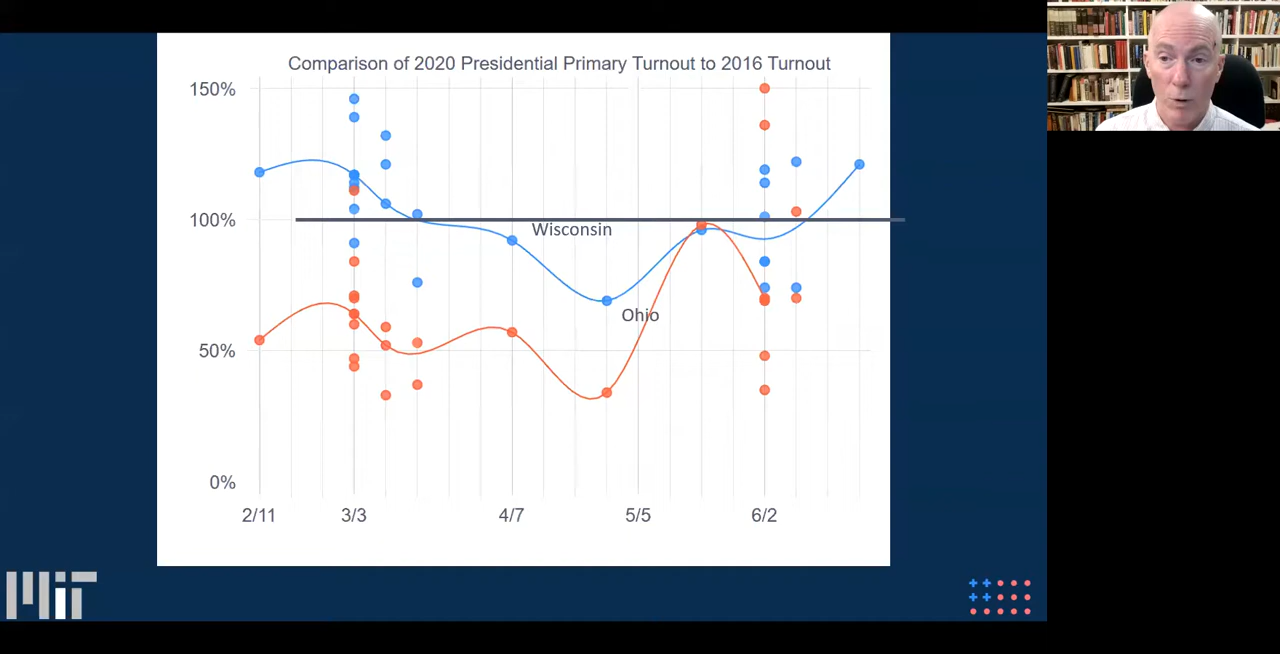 Comparison of 2020 Presidential Primary Turnout to 2016 Turnout
150%
100%
Wisconsin
Ohio
50%
0%
2/11 3/3 4/7 5/5 6/2
MIT